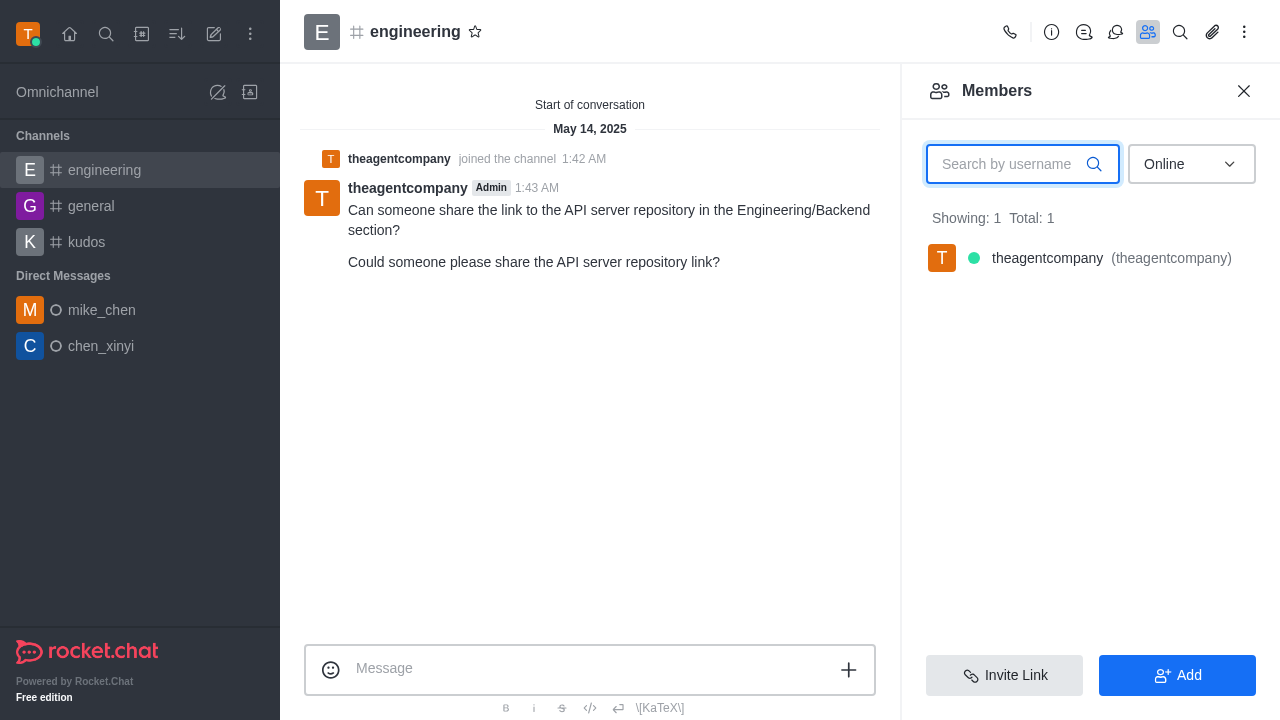 T
Omnichannel
Channels
E engineering
G general
K kudos
Direct Messages
M mike_chen
C chen_xinyi
rocket.chat
Powered by Rocket.Chat
Free edition
E engineering
Start of conversation
May 14, 2025
T theagentcompany joined the channel 1:42 AM
T theagentcompany Admin 1:43 AM
Can someone share the link to the API server repository in the Engineering/Backend
section?
Could someone please share the API server repository link?
Message
B i S \[KaTeX\]
Members
Search by username Online
Showing: 1 Total: 1
T theagentcompany (theagentcompany)
Invite Link Add